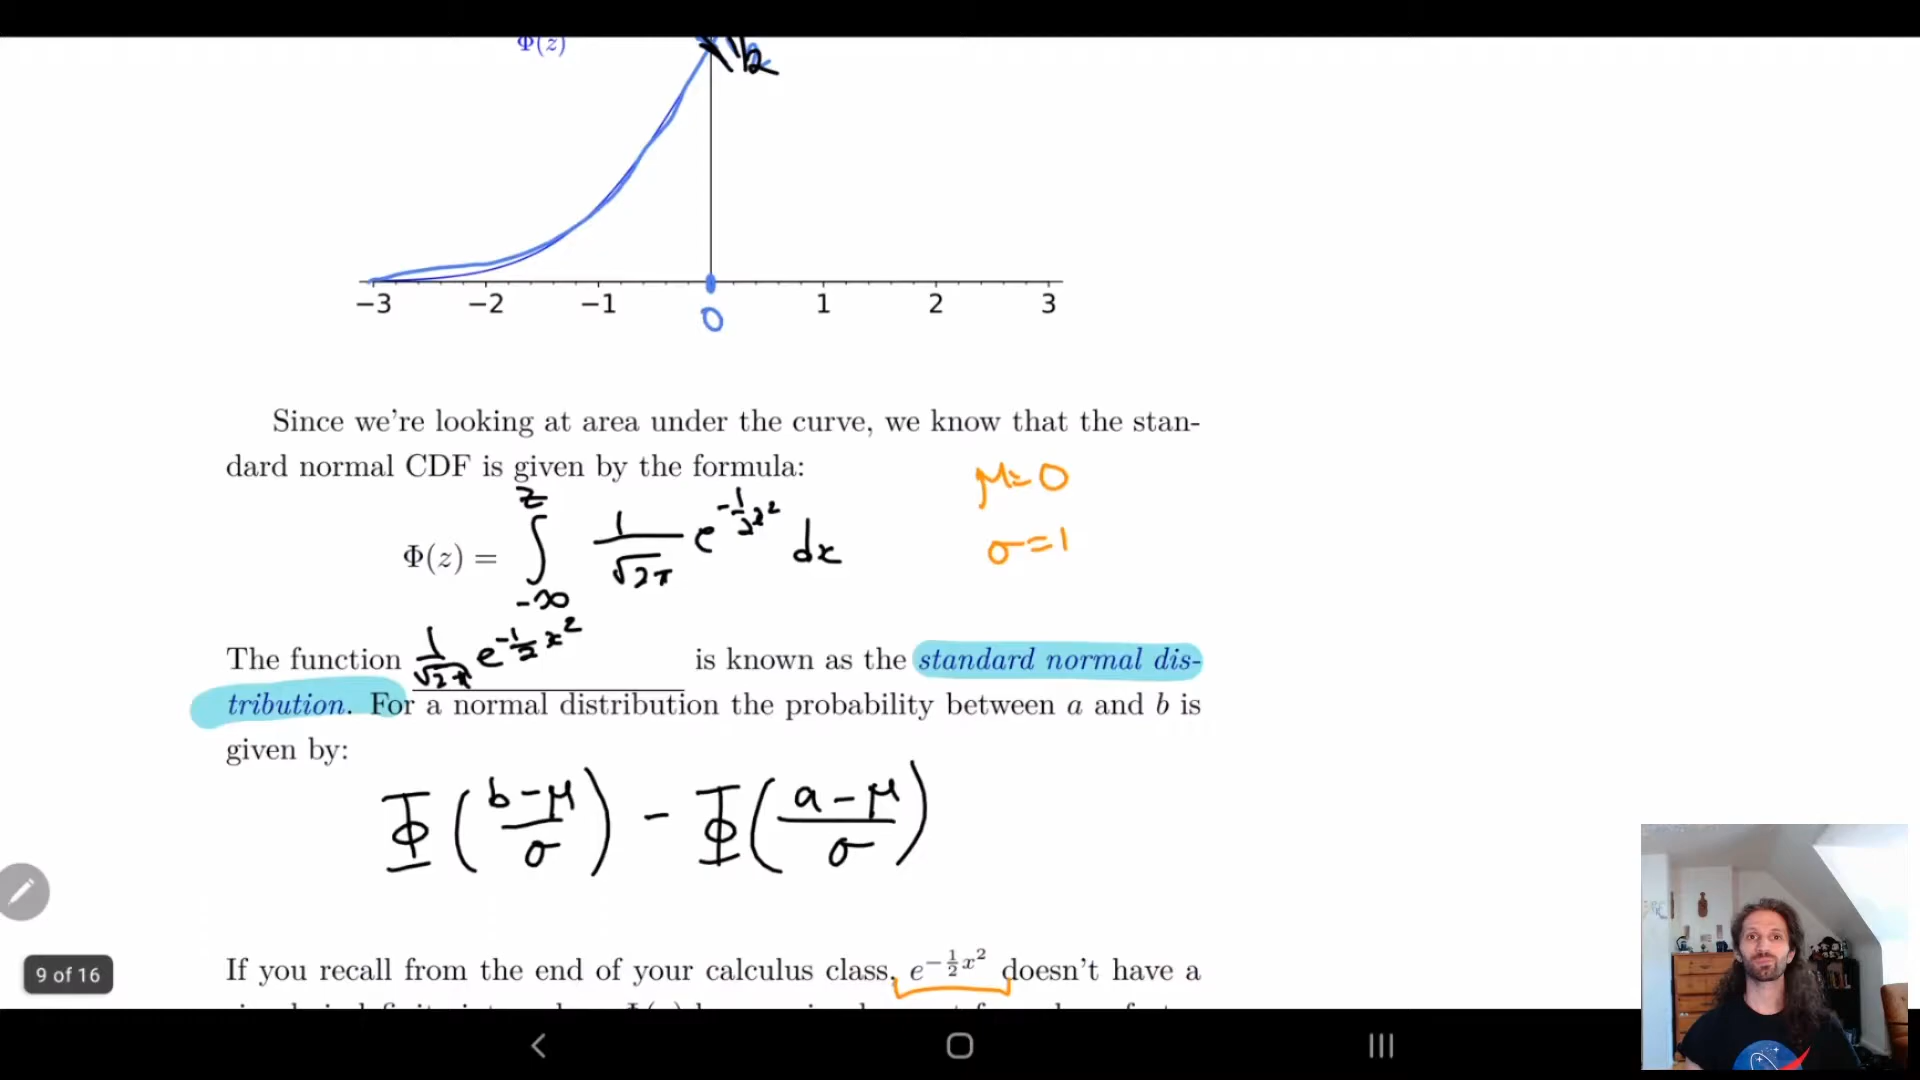 Φ(z)
1/2
−3 −2 −1 0 1 2 3
Since we're looking at area under the curve, we know that the stan-
dard normal CDF is given by the formula:
μ=0
σ=1
Φ(z) = ∫_{-∞}^{z} 1/√2π e^{-1/2 x²} dx
The function 1/√2π e^{-1/2 x²} is known as the standard normal dis-
tribution. For a normal distribution the probability between a and b is
given by:
Φ((b-μ)/σ) - Φ((a-μ)/σ)
If you recall from the end of your calculus class, e^{-1/2 x²} doesn't have a
9 of 16